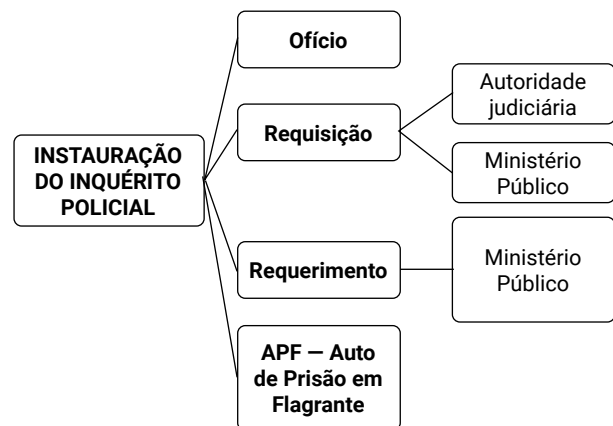 INSTAURAÇÃO
DO INQUÉRITO
POLICIAL
Ofício
Requisição
Autoridade
judiciária
Ministério
Público
Requerimento
Ministério
Público
APF — Auto
de Prisão em
Flagrante